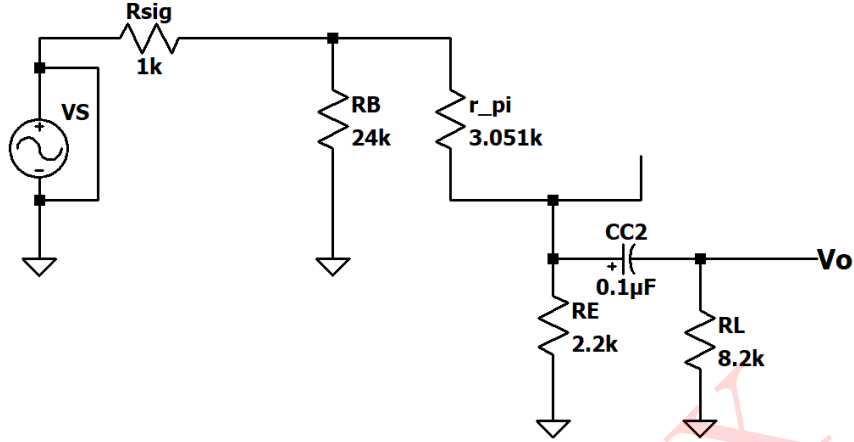 Rsig
1k
VS
RB
24k
r_pi
3.051k
CC2
0.1µF
Vo
RE
2.2k
RL
8.2k